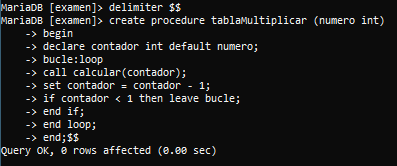 MariaDB [examen]> delimiter $$
MariaDB [examen]> create procedure tablaMultiplicar (numero int)
    -> begin
    -> declare contador int default numero;
    -> bucle:loop
    -> call calcular(contador);
    -> set contador = contador - 1;
    -> if contador < 1 then leave bucle;
    -> end if;
    -> end loop;
    -> end;$$
Query OK, 0 rows affected (0.00 sec)